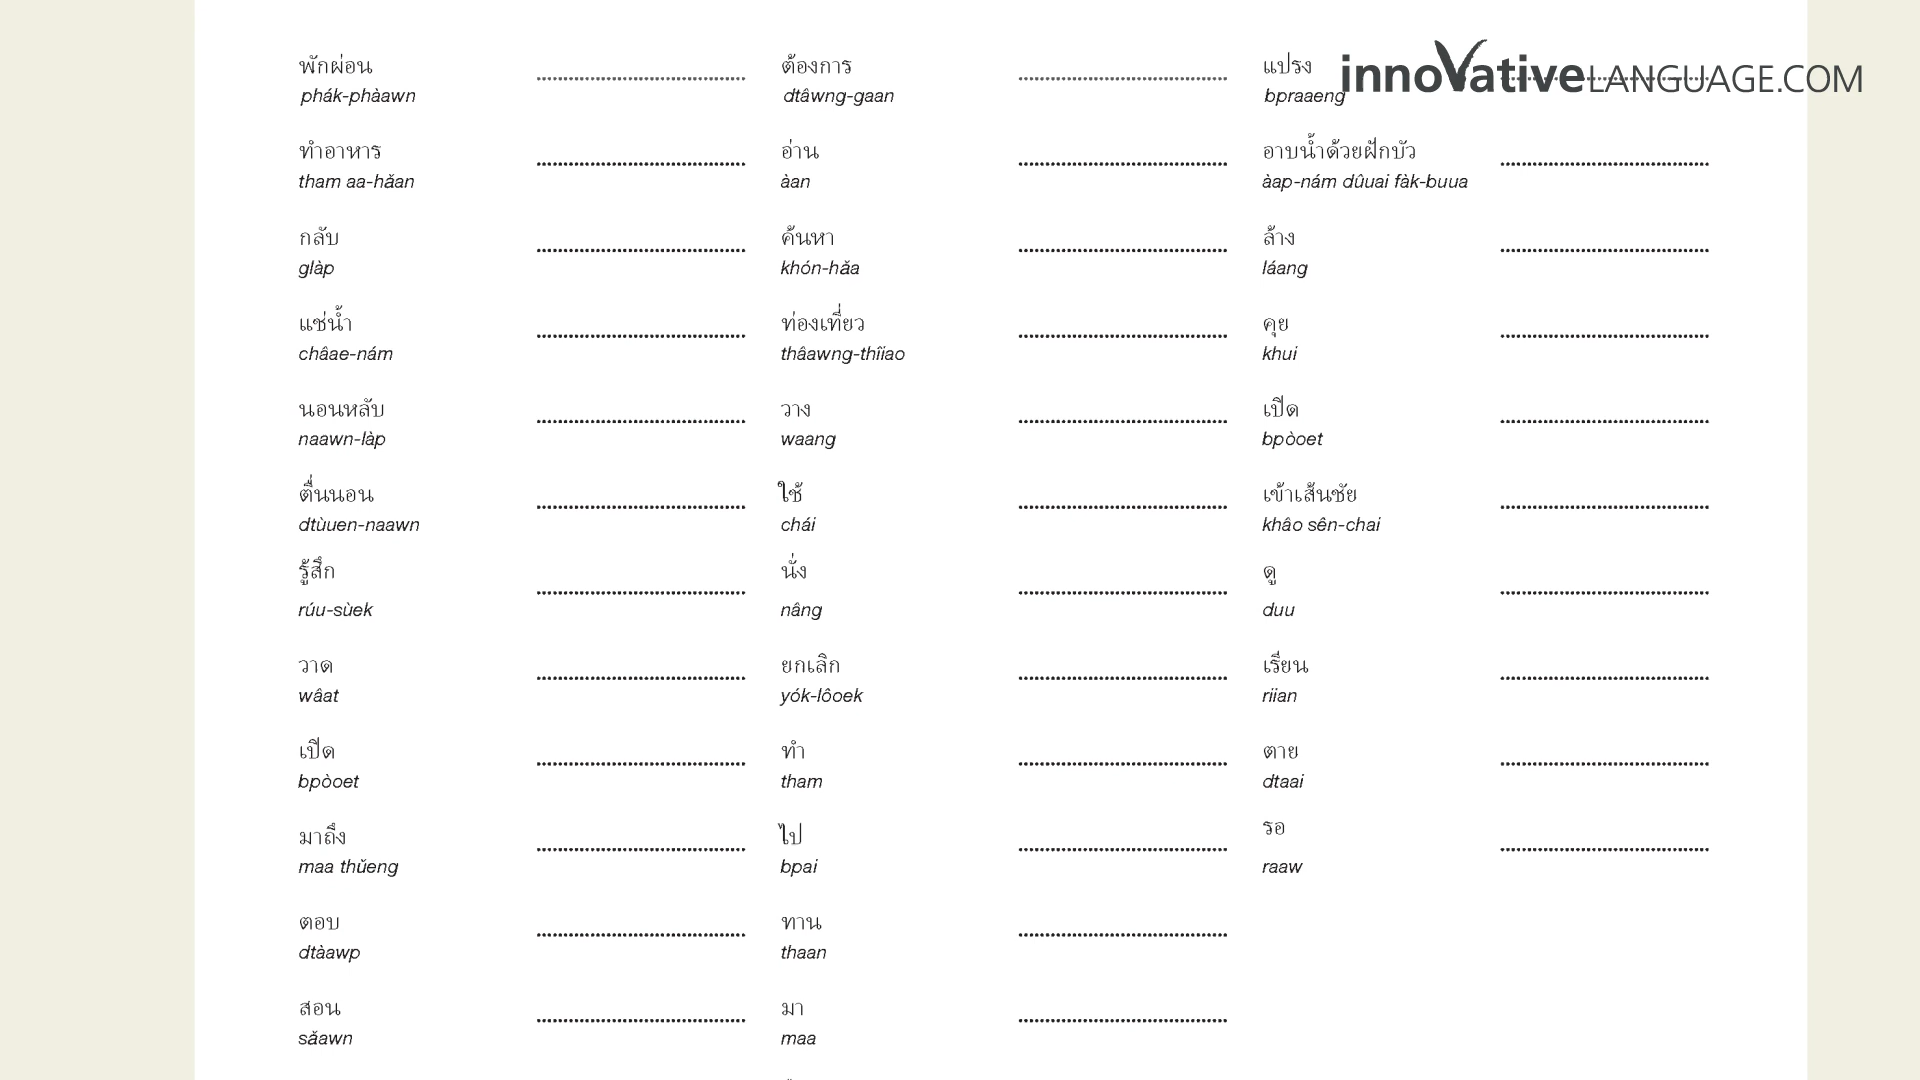 innovativeLANGUAGE.COM
พักผ่อน
phák-phàawn
ทำอาหาร
tham aa-hǎan
กลับ
glàp
แช่น้ำ
châae-nám
นอนหลับ
naawn-làp
ตื่นนอน
dtùuen-naawn
รู้สึก
rúu-sùek
วาด
wâat
เปิด
bpòoet
มาถึง
maa thǔeng
ตอบ
dtàawp
สอน
sǎawn
ต้องการ
dtâwng-gaan
อ่าน
àan
ค้นหา
khón-hǎa
ท่องเที่ยว
thâawng-thîiao
วาง
waang
ใช้
chái
นั่ง
nâng
ยกเลิก
yók-lôoek
ทำ
tham
ไป
bpai
ทาน
thaan
มา
maa
แปรง
bpraaeng
อาบน้ำด้วยฝักบัว
àap-nám dûuai fàk-buua
ล้าง
láang
คุย
khui
เปิด
bpòoet
เข้าเส้นชัย
khâo sên-chai
ดู
duu
เรียน
riian
ตาย
dtaai
รอ
raaw